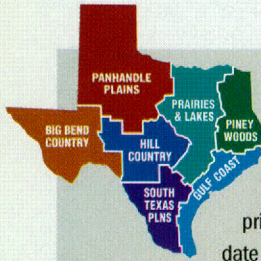 PANHANDLE
PLAINS
PRAIRIES
& LAKES
PINEY
WOODS
BIG BEND
COUNTRY
HILL
COUNTRY
GULF COAST
SOUTH
TEXAS
PLNS
pri
date